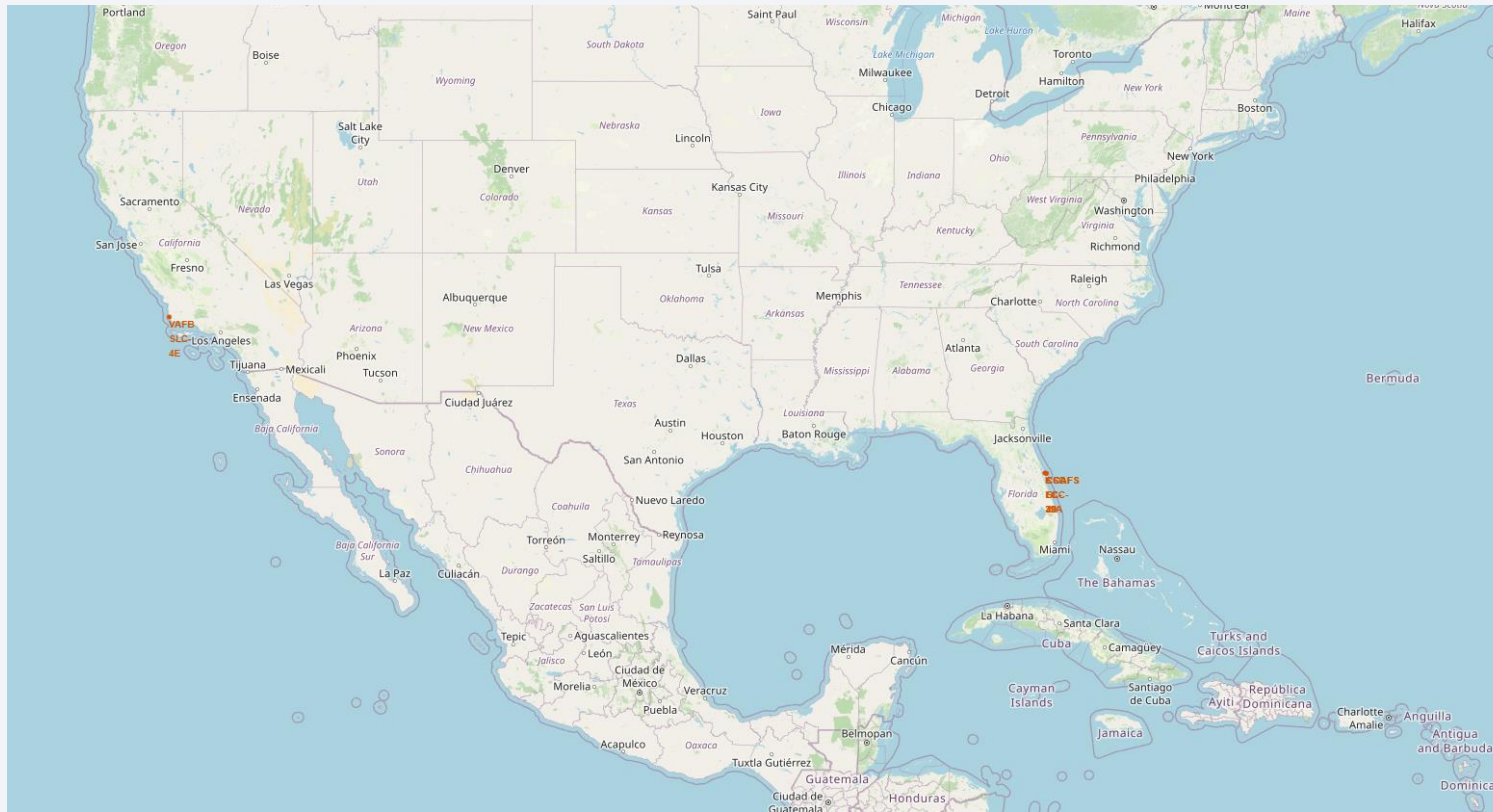 Portland
Saint Paul
Montréal
Maine
Nova Scotia
Halifax
Oregon
Boise
South Dakota
Wisconsin
Michigan
Lake Huron
Lake Michigan
Toronto
Wyoming
Milwaukee
Hamilton
New York
Detroit
Chicago
Iowa
Boston
Salt Lake
City
Nebraska
Lincoln
Pennsylvania
New York
Ohio
Denver
Utah
Colorado
Illinois
Indiana
Philadelphia
Kansas City
Sacramento
Nevada
Kansas
Missouri
West Virginia
Washington
Virginia
San Jose
California
Kentucky
Richmond
Fresno
Las Vegas
Tulsa
Raleigh
Tennessee
Albuquerque
Oklahoma
Memphis
Charlotte
North Carolina
Arkansas
VAFB
SLC-
4E
Los Angeles
Arizona
New Mexico
Phoenix
Atlanta
South Carolina
Tijuana
Mexicali
Tucson
Dallas
Mississippi
Alabama
Georgia
Bermuda
Ensenada
Ciudad Juárez
Texas
Louisiana
Baja California
Austin
Houston
Baton Rouge
Jacksonville
Sonora
Chihuahua
San Antonio
Florida
Coahuila
Nuevo Laredo
Torreón
Monterrey
Reynosa
Baja California
Sur
Saltillo
Tamaulipas
Miami
Nassau
La Paz
Culiacán
Durango
The Bahamas
Zacatecas
San Luis
Potosí
La Habana
Santa Clara
Tepic
Aguascalientes
Cuba
Camagüey
Turks and
Caicos Islands
Jalisco
León
Mérida
Cancún
Ciudad de
México
Morelia
Veracruz
Puebla
Cayman
Islands
Santiago
de Cuba
Ayiti
República
Dominicana
Charlotte
Amalie
Anguilla
Jamaica
Antigua
and Barbuda
Acapulco
Oaxaca
Belmopan
Tuxtla Gutiérrez
Guatemala
Dominica
Ciudad de
Guatemala
Honduras